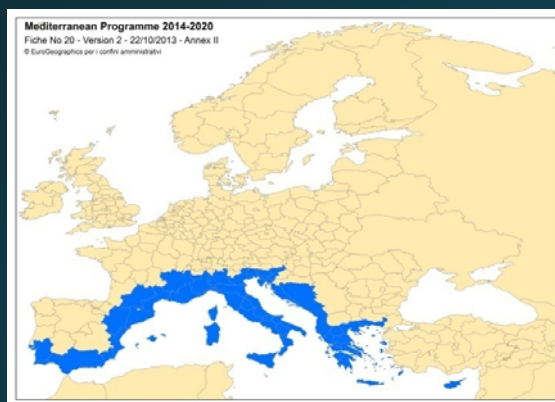 Mediterranean Programme 2014-2020
Fiche No 20 - Version 2 - 22/10/2013 - Annex II
© EuroGeographics per i confini amministrativi